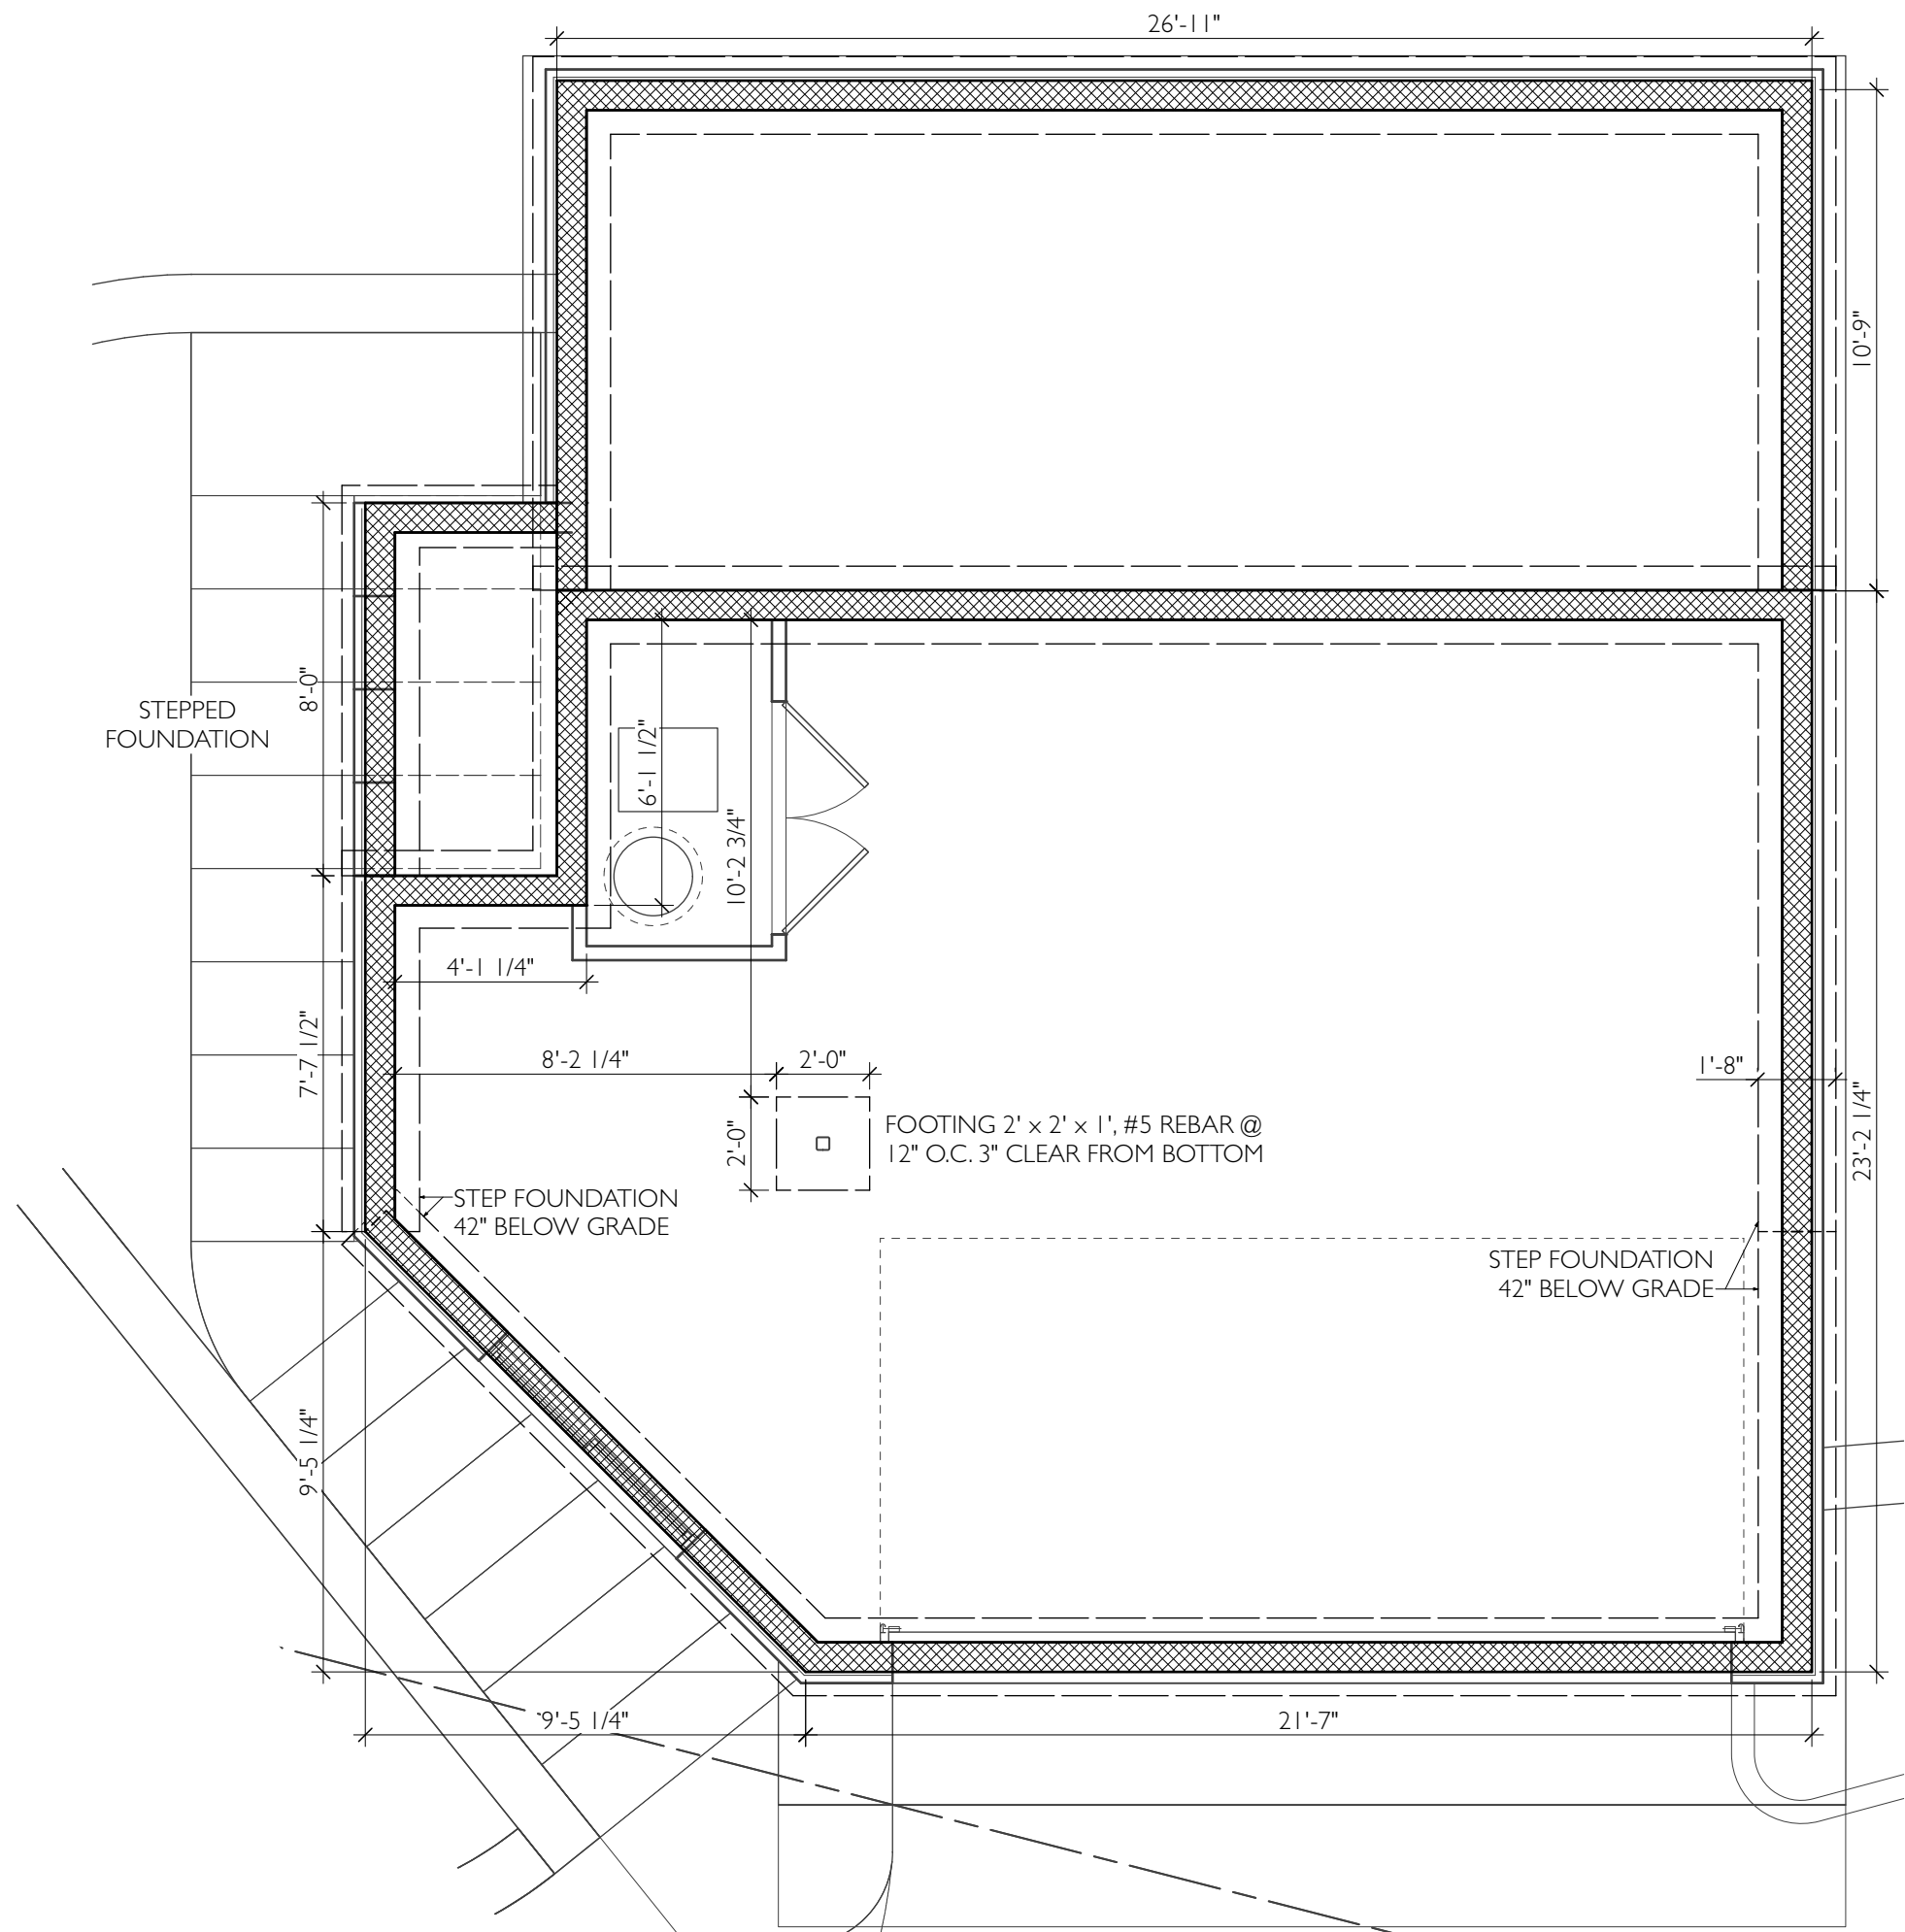 26'-11"
10'-9"
8'-0"
STEPPED
FOUNDATION
6'-1 1/2"
10'-2 3/4"
4'-1 1/4"
7'-7 1/2"
8'-2 1/4"
2'-0"
1'-8"
2'-0"
FOOTING 2' x 2' x 1', #5 REBAR @
12" O.C. 3" CLEAR FROM BOTTOM
23'-2 1/4"
STEP FOUNDATION
42" BELOW GRADE
STEP FOUNDATION
42" BELOW GRADE
9'-5 1/4"
9'-5 1/4"
21'-7"